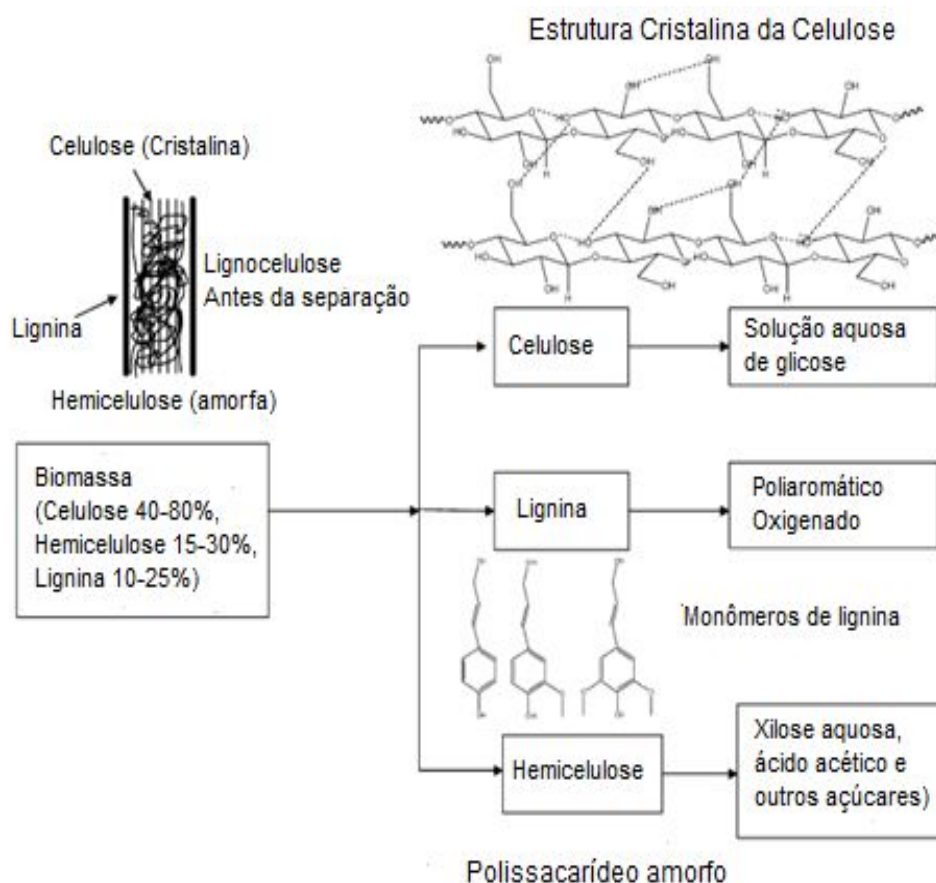 Estrutura Cristalina da Celulose
Celulose (Cristalina)
Lignocelulose
Antes da separação
Lignina
Hemicelulose (amorfa)
Celulose
Solução aquosa
de glicose
Biomassa
(Celulose 40-80%,
Hemicelulose 15-30%,
Lignina 10-25%)
Lignina
Poliaromático
Oxigenado
Monômeros de lignina
Hemicelulose
Xilose aquosa,
ácido acético e
outros açúcares)
Polissacarídeo amorfo